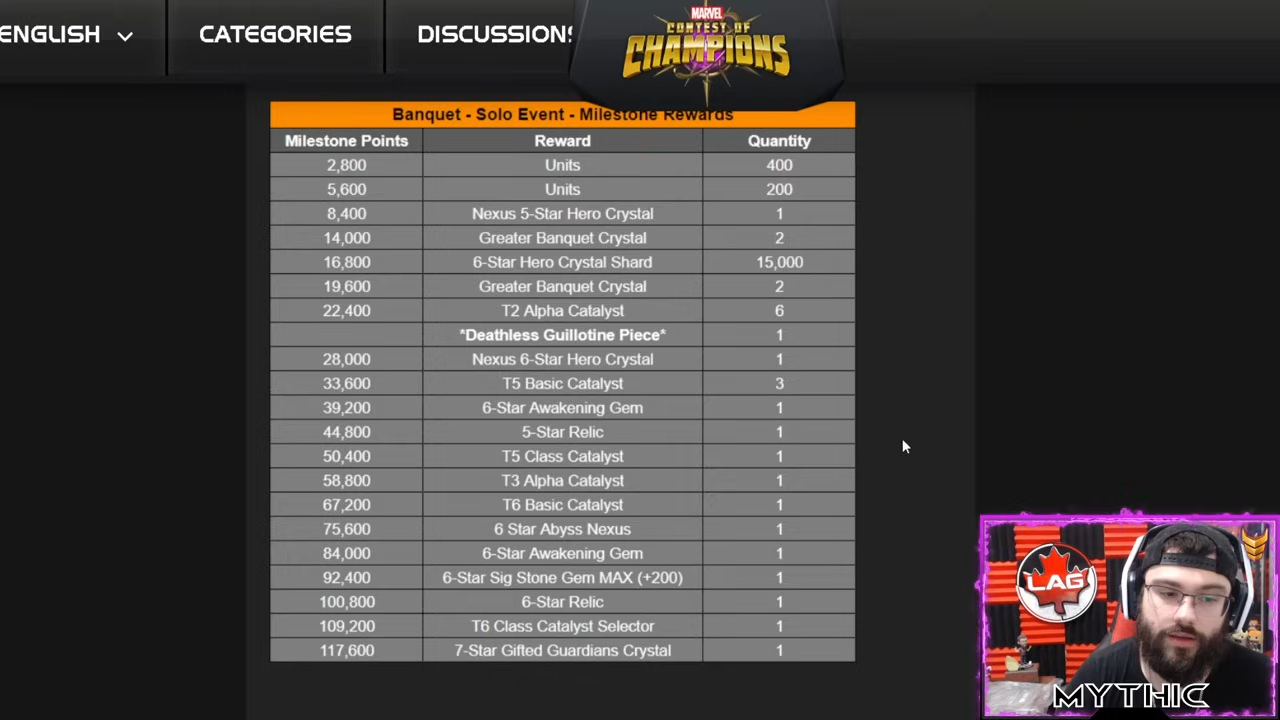 ENGLISH
CATEGORIES
DISCUSSIONS
MARVEL
CONTEST OF
CHAMPIONS
Banquet - Solo Event - Milestone Rewards
Milestone Points Reward Quantity
2,800 Units 400
5,600 Units 200
8,400 Nexus 5-Star Hero Crystal 1
14,000 Greater Banquet Crystal 2
16,800 6-Star Hero Crystal Shard 15,000
19,600 Greater Banquet Crystal 2
22,400 T2 Alpha Catalyst 6
*Deathless Guillotine Piece* 1
28,000 Nexus 6-Star Hero Crystal 1
33,600 T5 Basic Catalyst 3
39,200 6-Star Awakening Gem 1
44,800 5-Star Relic 1
50,400 T5 Class Catalyst 1
58,800 T3 Alpha Catalyst 1
67,200 T6 Basic Catalyst 1
75,600 6 Star Abyss Nexus 1
84,000 6-Star Awakening Gem 1
92,400 6-Star Sig Stone Gem MAX (+200) 1
100,800 6-Star Relic 1
109,200 T6 Class Catalyst Selector 1
117,600 7-Star Gifted Guardians Crystal 1
LAG
MYTHIC